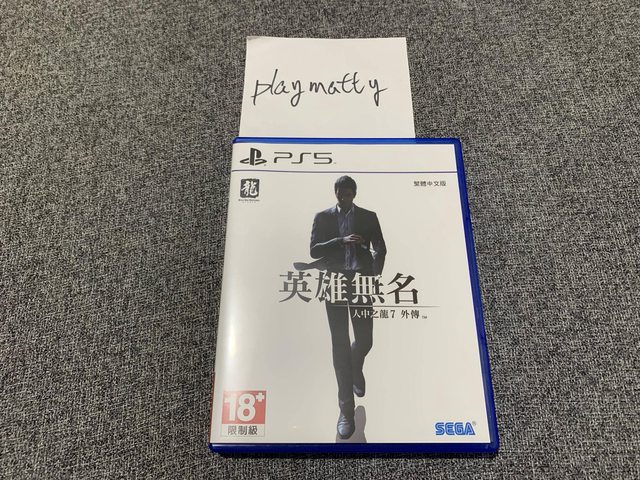 playmatty
PS5
繁體中文版
龍
英雄無名
人中之龍7 外傳 ™
18+
限制級
SEGA